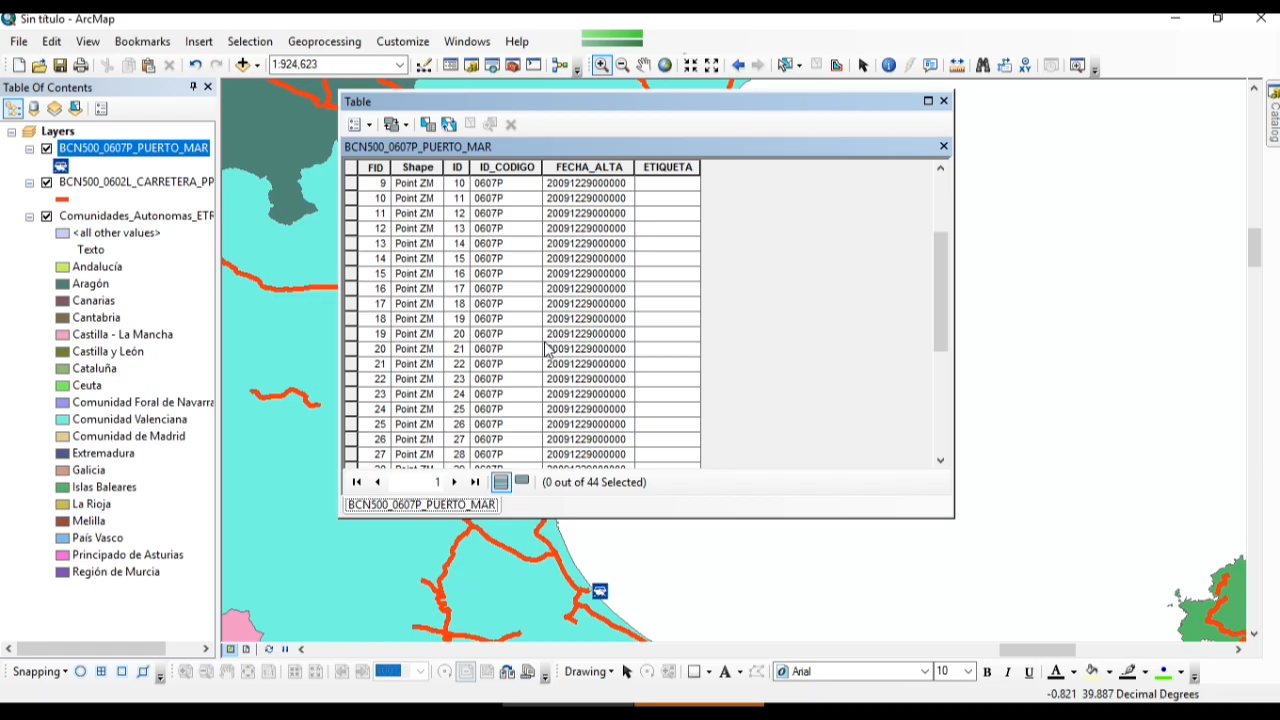 Sin título - ArcMap
File Edit View Bookmarks Insert Selection Geoprocessing Customize Windows Help
1:924,623
Table Of Contents
Layers
BCN500_0607P_PUERTO_MAR
BCN500_0602L_CARRETERA_PP
Comunidades_Autonomas_ETR
<all other values>
Texto
Andalucía
Aragón
Canarias
Cantabria
Castilla - La Mancha
Castilla y León
Cataluña
Ceuta
Comunidad Foral de Navarra
Comunidad Valenciana
Comunidad de Madrid
Extremadura
Galicia
Islas Baleares
La Rioja
Melilla
País Vasco
Principado de Asturias
Región de Murcia
Table
BCN500_0607P_PUERTO_MAR
FID Shape ID ID_CODIGO FECHA_ALTA ETIQUETA
9 Point ZM 10 0607P 20091229000000
10 Point ZM 11 0607P 20091229000000
11 Point ZM 12 0607P 20091229000000
12 Point ZM 13 0607P 20091229000000
13 Point ZM 14 0607P 20091229000000
14 Point ZM 15 0607P 20091229000000
15 Point ZM 16 0607P 20091229000000
16 Point ZM 17 0607P 20091229000000
17 Point ZM 18 0607P 20091229000000
18 Point ZM 19 0607P 20091229000000
19 Point ZM 20 0607P 20091229000000
20 Point ZM 21 0607P 20091229000000
21 Point ZM 22 0607P 20091229000000
22 Point ZM 23 0607P 20091229000000
23 Point ZM 24 0607P 20091229000000
24 Point ZM 25 0607P 20091229000000
25 Point ZM 26 0607P 20091229000000
26 Point ZM 27 0607P 20091229000000
27 Point ZM 28 0607P 20091229000000
1 (0 out of 44 Selected)
BCN500_0607P_PUERTO_MAR
Catalog
Snapping Drawing A Arial 10 B I U A
-0.821 39.887 Decimal Degrees